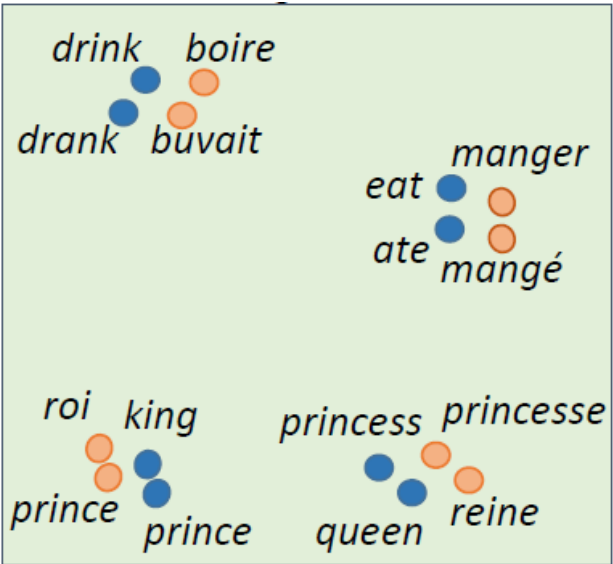 drink boire
drank buvait
manger
eat
ate
mangé
roi king
prince
prince
princess princesse
queen reine